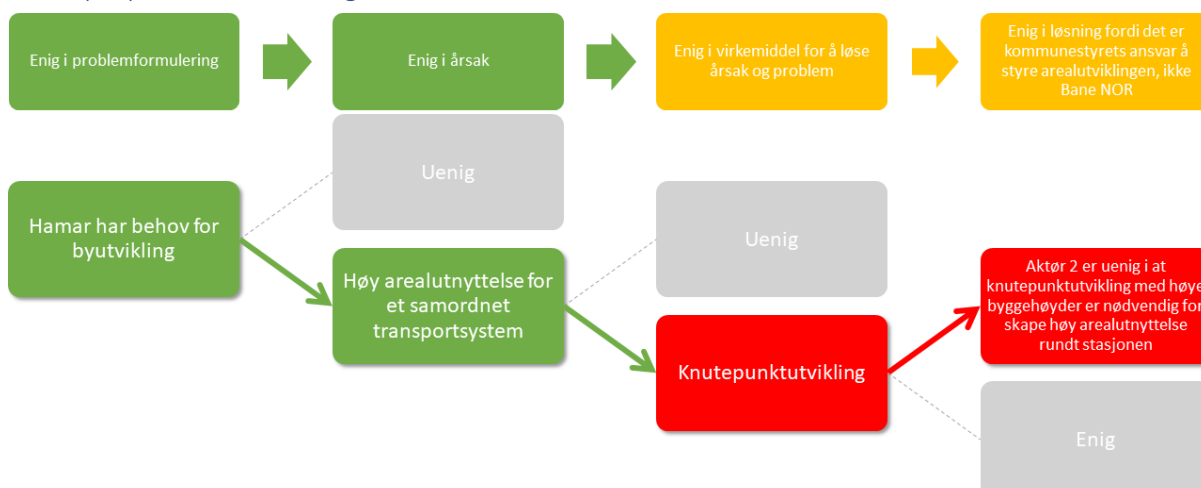 Enig i problemformulering
Enig i årsak
Enig i virkemiddel for å løse
årsak og problem
Enig i løsning fordi det er
kommunestyrets ansvar å
styre arealutviklingen, ikke
Bane NOR
Uenig
Hamar har behov for
byutvikling
Uenig
Høy arealutnyttelse for
et samordnet
transportsystem
Aktør 2 er uenig i at
knutepunktutvikling med høye
byggehøyder er nødvendig for
skape høy arealutnyttelse
rundt stasjonen
Knutepunktutvikling
Enig